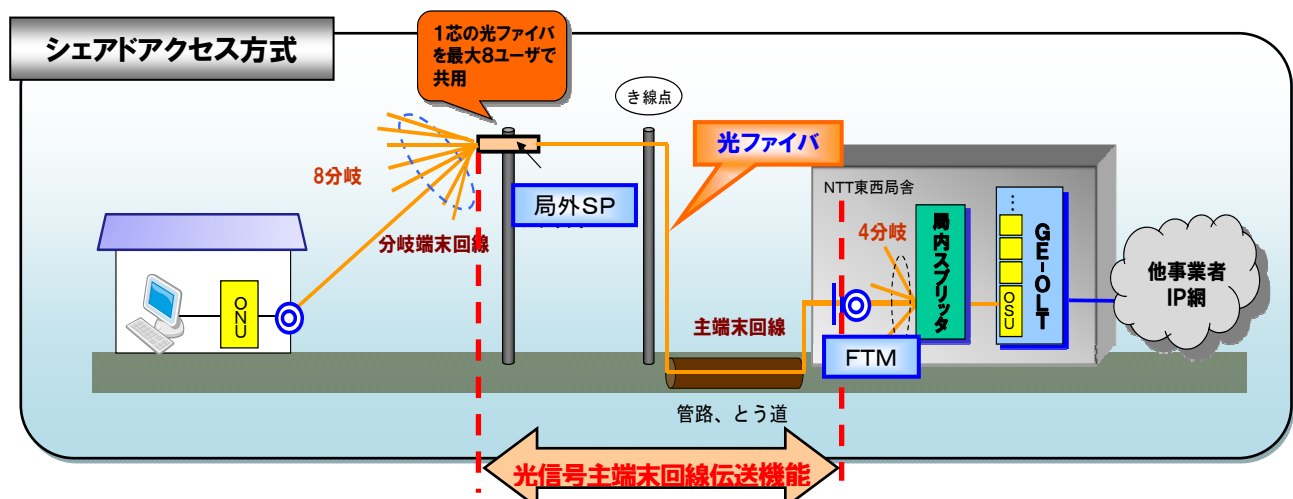 シェアドアクセス方式
1芯の光ファイバ
を最大8ユーザで
共用
き線点
光ファイバ
8分岐
局外SP
NTT東西局舎
分岐端末回線
4分岐
局内スプリッタ
…
GE-OLT
OSU
他事業者
IP網
ONU
主端末回線
FTM
管路、とう道
光信号主端末回線伝送機能